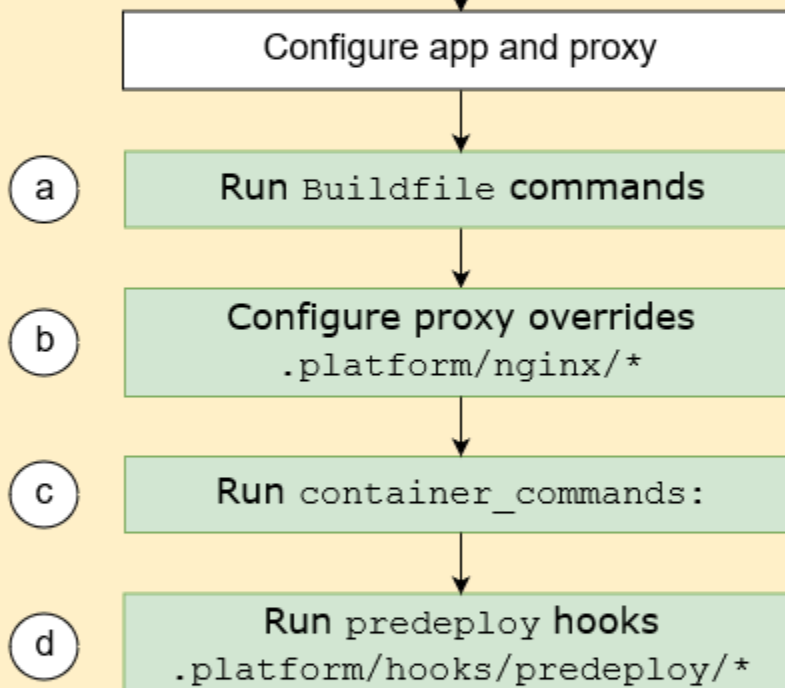 Configure app and proxy
a
Run Buildfile commands
b
Configure proxy overrides
.platform/nginx/*
c
Run container_commands:
d
Run predeploy hooks
.platform/hooks/predeploy/*